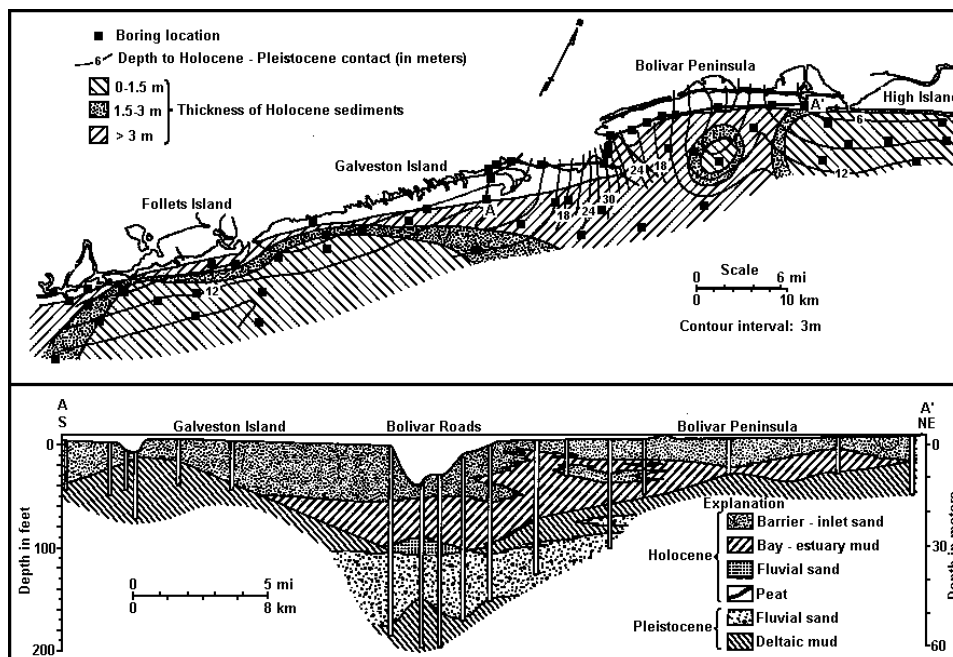 Boring location
6 Depth to Holocene - Pleistocene contact (in meters)
0-1.5 m
1.5-3 m
> 3 m
Thickness of Holocene sediments
Bolivar Peninsula
High Island
A'
6
Galveston Island
24
18
12
30
A
18
24
Follets Island
12
Scale
0 6 mi
0 10 km
Contour interval: 3m
A
S
A'
NE
Galveston Island
Bolivar Roads
Bolivar Peninsula
0
0
Depth in feet
Depth in meters
100
30
200
60
0 5 mi
0 8 km
Explanation
Holocene
Barrier - inlet sand
Bay - estuary mud
Fluvial sand
Peat
Pleistocene
Fluvial sand
Deltaic mud